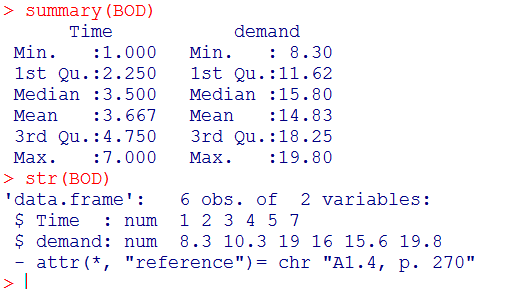 > summary(BOD)
      Time           demand
 Min.   :1.000   Min.   : 8.30
 1st Qu.:2.250   1st Qu.:11.62
 Median :3.500   Median :15.80
 Mean   :3.667   Mean   :14.83
 3rd Qu.:4.750   3rd Qu.:18.25
 Max.   :7.000   Max.   :19.80
> str(BOD)
'data.frame':   6 obs. of  2 variables:
 $ Time  : num  1 2 3 4 5 7
 $ demand: num  8.3 10.3 19 16 15.6 19.8
 - attr(*, "reference")= chr "A1.4, p. 270"
>